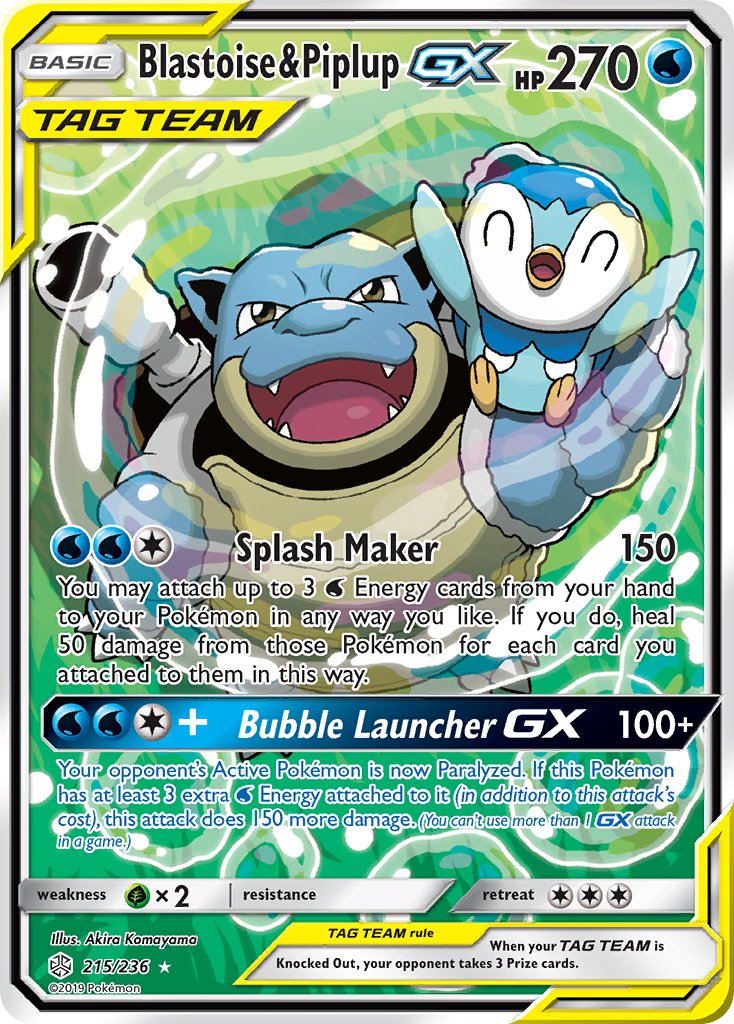 BASIC
Blastoise&Piplup GX HP270
TAG TEAM
Splash Maker 150
You may attach up to 3 Energy cards from your hand
to your Pokémon in any way you like. If you do, heal
50 damage from those Pokémon for each card you
attached to them in this way.
+ Bubble Launcher GX 100+
Your opponent's Active Pokémon is now Paralyzed. If this Pokémon
has at least 3 extra Energy attached to it (in addition to this attack's
cost), this attack does 150 more damage. (You can't use more than 1 GX attack
in a game.)
weakness ×2 resistance retreat
Illus. Akira Komayama
215/236
©2019 Pokémon
TAG TEAM rule
When your TAG TEAM is
Knocked Out, your opponent takes 3 Prize cards.